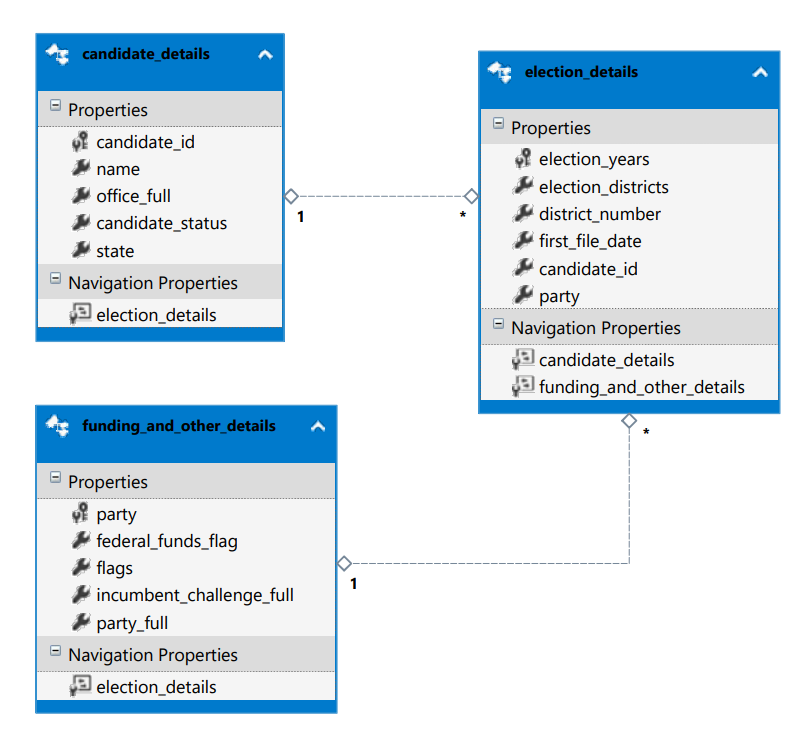 candidate_details
Properties
candidate_id
name
office_full
candidate_status
state
Navigation Properties
election_details
1
*
election_details
Properties
election_years
election_districts
district_number
first_file_date
candidate_id
party
Navigation Properties
candidate_details
funding_and_other_details
*
funding_and_other_details
Properties
party
federal_funds_flag
flags
incumbent_challenge_full
party_full
Navigation Properties
election_details
1